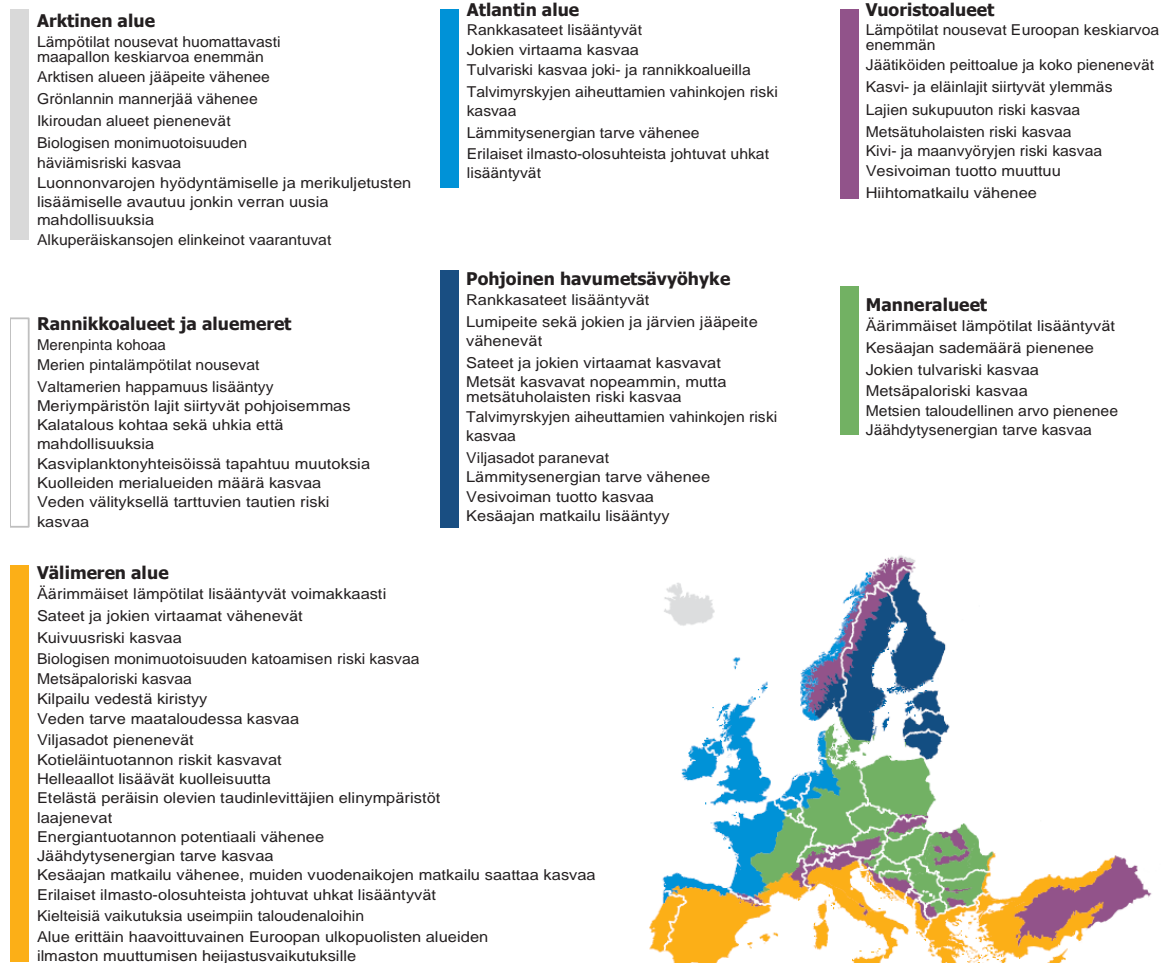 Arktinen alue
Lämpötilat nousevat huomattavasti
maapallon keskiarvoa enemmän
Arktisen alueen jääpeite vähenee
Grönlannin mannerjää vähenee
Ikiroudan alueet pienenevät
Biologisen monimuotoisuuden
häviämisriski kasvaa
Luonnonvarojen hyödyntämiselle ja merikuljetusten
lisäämiselle avautuu jonkin verran uusia
mahdollisuuksia
Alkuperäiskansojen elinkeinot vaarantuvat
Atlantin alue
Rankkasateet lisääntyvät
Jokien virtaama kasvaa
Tulvariski kasvaa joki- ja rannikkoalueilla
Talvimyrskyjen aiheuttamien vahinkojen riski
kasvaa
Lämmitysenergian tarve vähenee
Erilaiset ilmasto-olosuhteista johtuvat uhkat
lisääntyvät
Vuoristoalueet
Lämpötilat nousevat Euroopan keskiarvoa
enemmän
Jäätiköiden peittoalue ja koko pienenevät
Kasvi- ja eläinlajit siirtyvät ylemmäs
Lajien sukupuuton riski kasvaa
Metsätuholaisten riski kasvaa
Kivi- ja maanvyöryjen riski kasvaa
Vesivoiman tuotto muuttuu
Hiihtomatkailu vähenee
Rannikkoalueet ja aluemeret
Merenpinta kohoaa
Merien pintalämpötilat nousevat
Valtamerien happamuus lisääntyy
Meriympäristön lajit siirtyvät pohjoisemmas
Kalatalous kohtaa sekä uhkia että
mahdollisuuksia
Kasviplanktonyhteisöissä tapahtuu muutoksia
Kuolleiden merialueiden määrä kasvaa
Veden välityksellä tarttuvien tautien riski
kasvaa
Pohjoinen havumetsävyöhyke
Rankkasateet lisääntyvät
Lumipeite sekä jokien ja järvien jääpeite
vähenevät
Sateet ja jokien virtaamat kasvavat
Metsät kasvavat nopeammin, mutta
metsätuholaisten riski kasvaa
Talvimyrskyjen aiheuttamien vahinkojen riski
kasvaa
Viljasadot paranevat
Lämmitysenergian tarve vähenee
Vesivoiman tuotto kasvaa
Kesäajan matkailu lisääntyy
Manneralueet
Äärimmäiset lämpötilat lisääntyvät
Kesäajan sademäärä pienenee
Jokien tulvariski kasvaa
Metsäpaloriski kasvaa
Metsien taloudellinen arvo pienenee
Jäähdytysenergian tarve kasvaa
Välimeren alue
Äärimmäiset lämpötilat lisääntyvät voimakkaasti
Sateet ja jokien virtaamat vähenevät
Kuivuusriski kasvaa
Biologisen monimuotoisuuden katoamisen riski kasvaa
Metsäpaloriski kasvaa
Kilpailu vedestä kiristyy
Veden tarve maataloudessa kasvaa
Viljasadot pienenevät
Kotieläintuotannon riskit kasvavat
Helleaallot lisäävät kuolleisuutta
Etelästä peräisin olevien taudinlevittäjien elinympäristöt
laajenevat
Energiantuotannon potentiaali vähenee
Jäähdytysenergian tarve kasvaa
Kesäajan matkailu vähenee, muiden vuodenaikojen matkailu saattaa kasvaa
Erilaiset ilmasto-olosuhteista johtuvat uhkat lisääntyvät
Kielteisiä vaikutuksia useimpiin taloudenaloihin
Alue erittäin haavoittuvainen Euroopan ulkopuolisten alueiden
ilmaston muuttumisen heijastusvaikutuksille